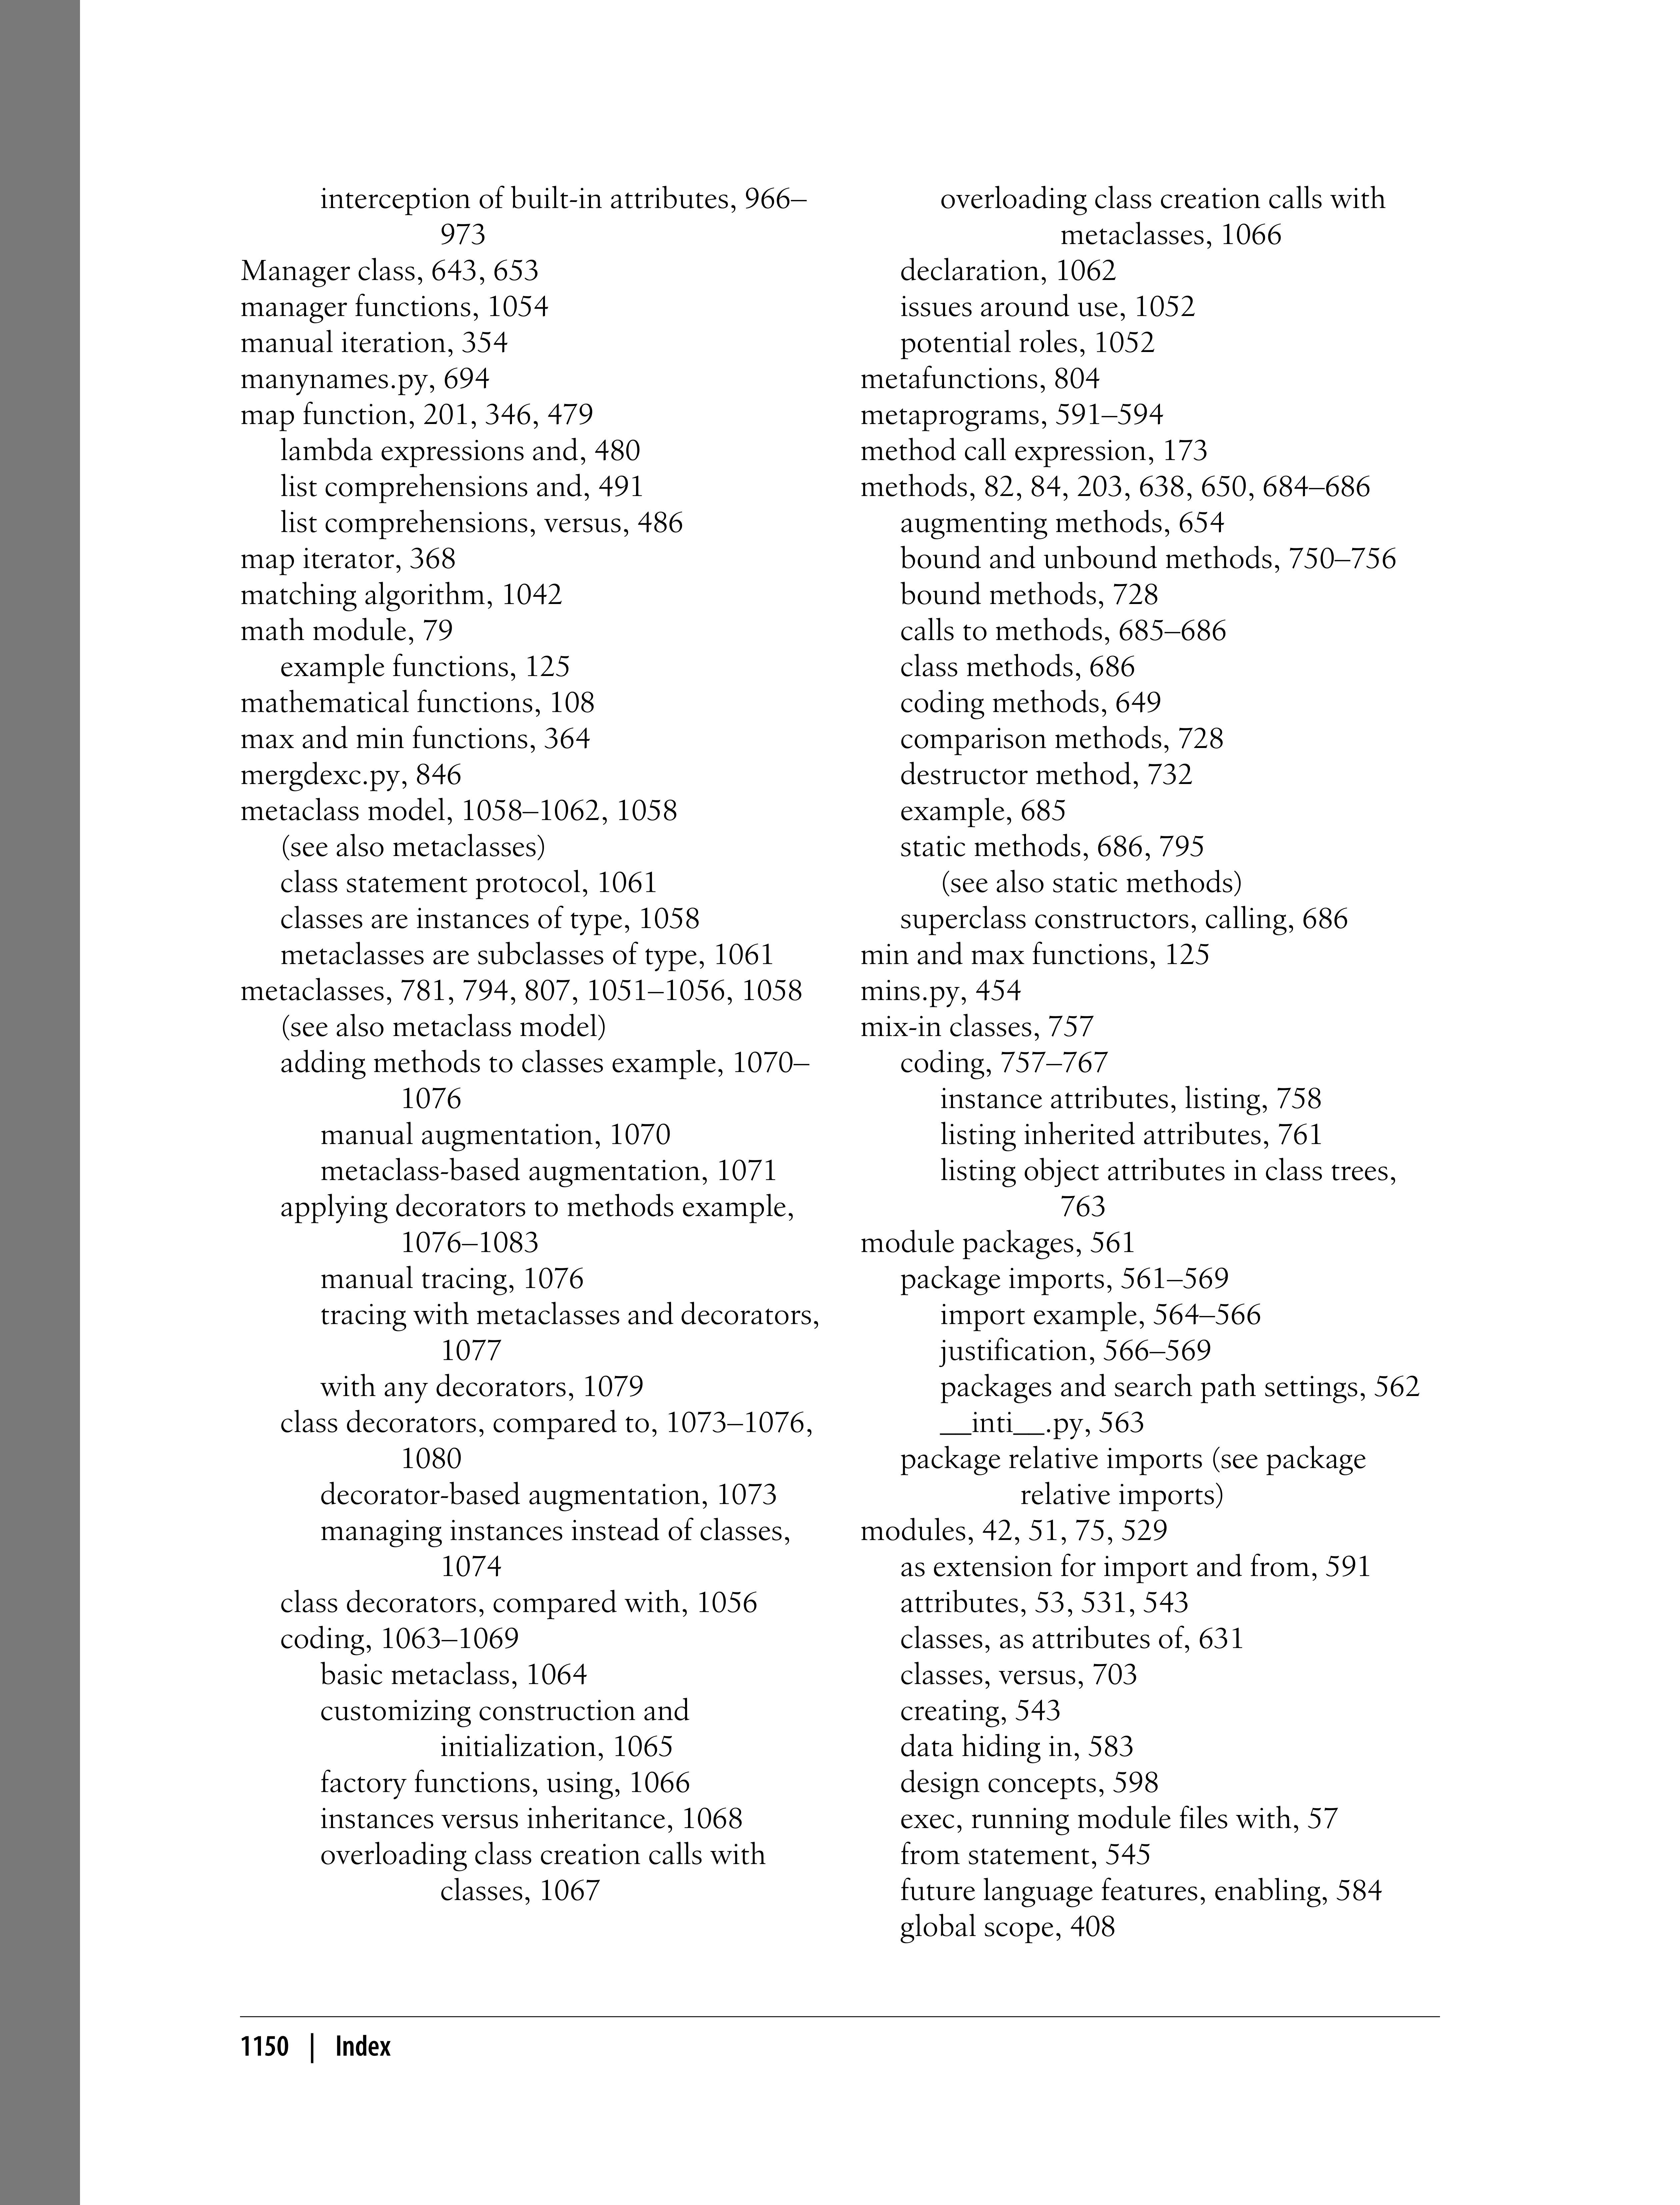 interception of built-in attributes, 966–
973
Manager class, 643, 653
manager functions, 1054
manual iteration, 354
manynames.py, 694
map function, 201, 346, 479
lambda expressions and, 480
list comprehensions and, 491
list comprehensions, versus, 486
map iterator, 368
matching algorithm, 1042
math module, 79
example functions, 125
mathematical functions, 108
max and min functions, 364
mergdexc.py, 846
metaclass model, 1058–1062, 1058
(see also metaclasses)
class statement protocol, 1061
classes are instances of type, 1058
metaclasses are subclasses of type, 1061
metaclasses, 781, 794, 807, 1051–1056, 1058
(see also metaclass model)
adding methods to classes example, 1070–
1076
manual augmentation, 1070
metaclass-based augmentation, 1071
applying decorators to methods example,
1076–1083
manual tracing, 1076
tracing with metaclasses and decorators,
1077
with any decorators, 1079
class decorators, compared to, 1073–1076,
1080
decorator-based augmentation, 1073
managing instances instead of classes,
1074
class decorators, compared with, 1056
coding, 1063–1069
basic metaclass, 1064
customizing construction and
initialization, 1065
factory functions, using, 1066
instances versus inheritance, 1068
overloading class creation calls with
classes, 1067
overloading class creation calls with
metaclasses, 1066
declaration, 1062
issues around use, 1052
potential roles, 1052
metafunctions, 804
metaprograms, 591–594
method call expression, 173
methods, 82, 84, 203, 638, 650, 684–686
augmenting methods, 654
bound and unbound methods, 750–756
bound methods, 728
calls to methods, 685–686
class methods, 686
coding methods, 649
comparison methods, 728
destructor method, 732
example, 685
static methods, 686, 795
(see also static methods)
superclass constructors, calling, 686
min and max functions, 125
mins.py, 454
mix-in classes, 757
coding, 757–767
instance attributes, listing, 758
listing inherited attributes, 761
listing object attributes in class trees,
763
module packages, 561
package imports, 561–569
import example, 564–566
justification, 566–569
packages and search path settings, 562
__inti__.py, 563
package relative imports (see package
relative imports)
modules, 42, 51, 75, 529
as extension for import and from, 591
attributes, 53, 531, 543
classes, as attributes of, 631
classes, versus, 703
creating, 543
data hiding in, 583
design concepts, 598
exec, running module files with, 57
from statement, 545
future language features, enabling, 584
global scope, 408
1150 | Index